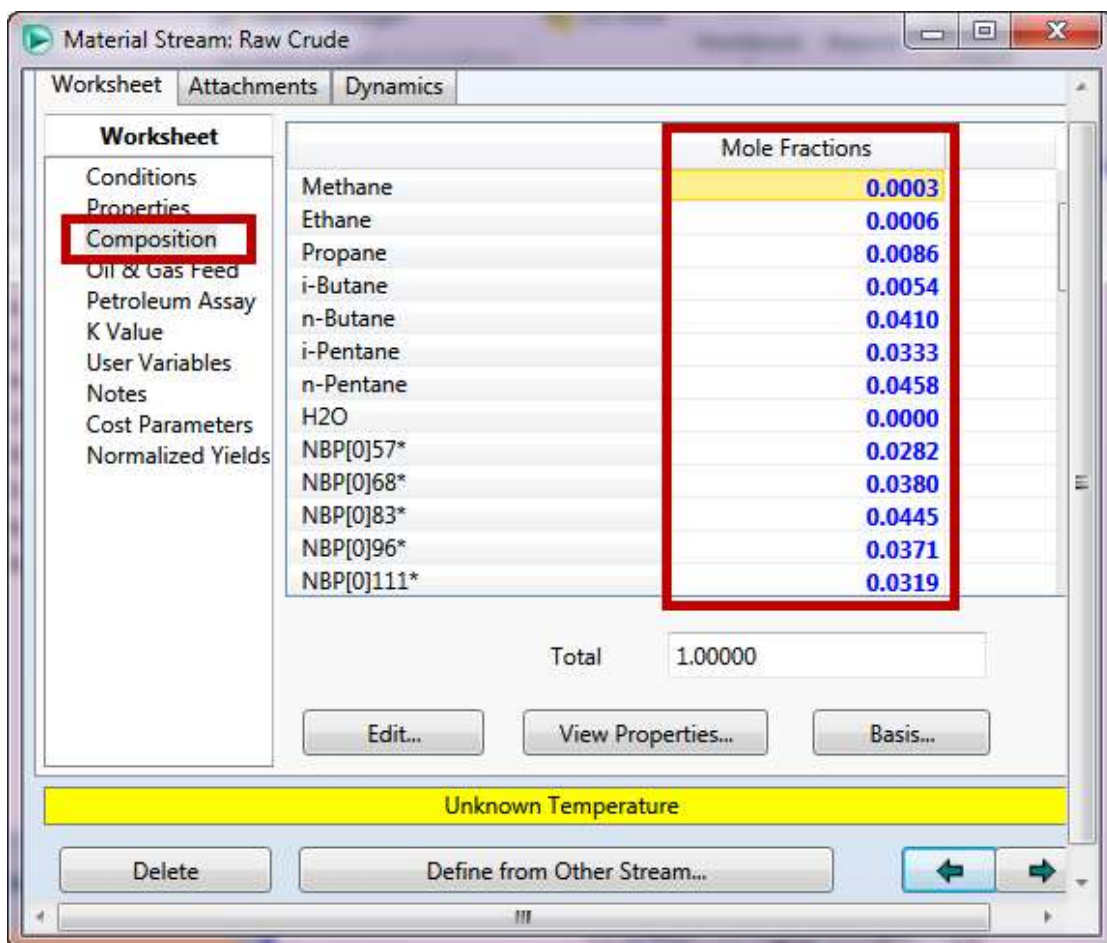 Material Stream: Raw Crude
Worksheet Attachments Dynamics
Worksheet
Conditions
Properties
Composition
Oil & Gas Feed
Petroleum Assay
K Value
User Variables
Notes
Cost Parameters
Normalized Yields
Mole Fractions
Methane 0.0003
Ethane 0.0006
Propane 0.0086
i-Butane 0.0054
n-Butane 0.0410
i-Pentane 0.0333
n-Pentane 0.0458
H2O 0.0000
NBP[0]57* 0.0282
NBP[0]68* 0.0380
NBP[0]83* 0.0445
NBP[0]96* 0.0371
NBP[0]111* 0.0319
Total 1.00000
Edit... View Properties... Basis...
Unknown Temperature
Delete Define from Other Stream...